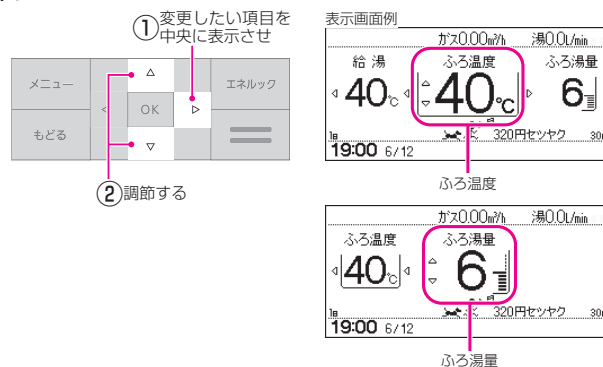 ①変更したい項目を
中央に表示させ
メニュー
エネルック
OK
もどる
②調節する
表示画面例
ガス0.00m³/h 湯0.0L/min
給湯 ふろ温度 ふろ湯量
40℃ 40℃ 6
320円セツヤク
19:00 6/12
ふろ温度
ガス0.00m³/h 湯0.0L/min
ふろ温度 ふろ湯量
40℃ 6
320円セツヤク
19:00 6/12
ふろ湯量